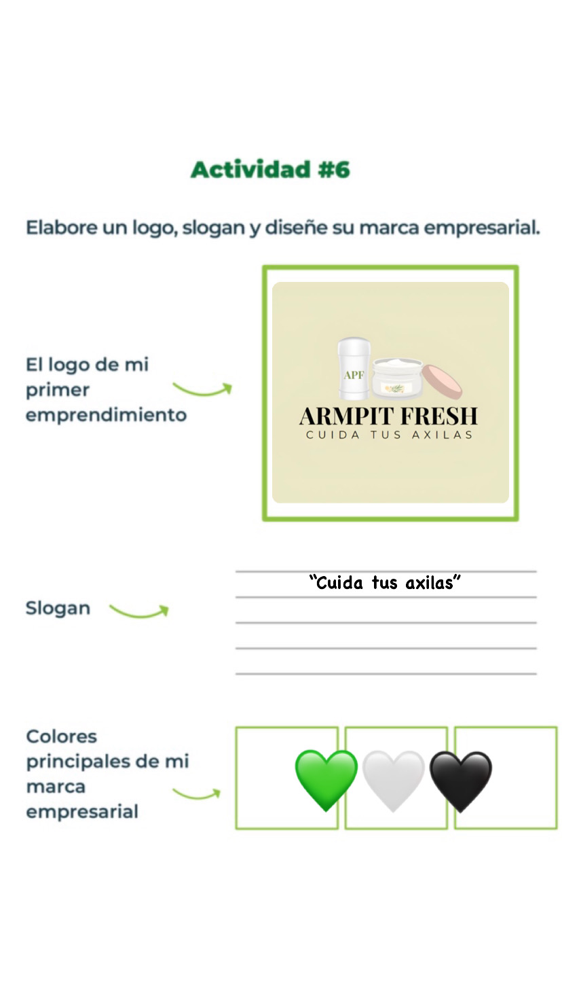 Actividad #6
Elabore un logo, slogan y diseñe su marca empresarial.
El logo de mi
primer
emprendimiento
APF
ARMPIT FRESH
CUIDA TUS AXILAS
Slogan
“Cuida tus axilas”
Colores
principales de mi
marca
empresarial